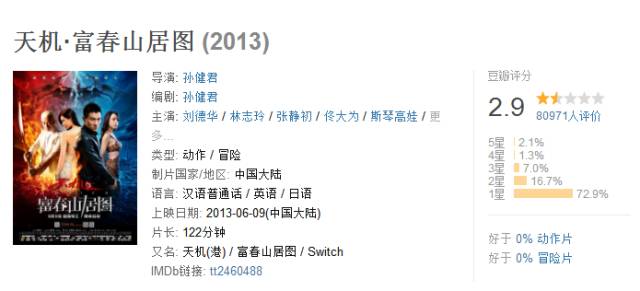 天机·富春山居图 (2013)
导演: 孙健君
编剧: 孙健君
主演: 刘德华 / 林志玲 / 张静初 / 佟大为 / 斯琴高娃 / 更
多...
类型: 动作 / 冒险
制片国家/地区: 中国大陆
语言: 汉语普通话 / 英语 / 日语
上映日期: 2013-06-09(中国大陆)
片长: 122分钟
又名: 天机(港) / 富春山居图 / Switch
IMDb链接: tt2460488
富春山居图
豆瓣评分
2.9
80971人评价
5星 2.1%
4星 1.3%
3星 7.0%
2星 16.7%
1星 72.9%
好于 0% 动作片
好于 0% 冒险片